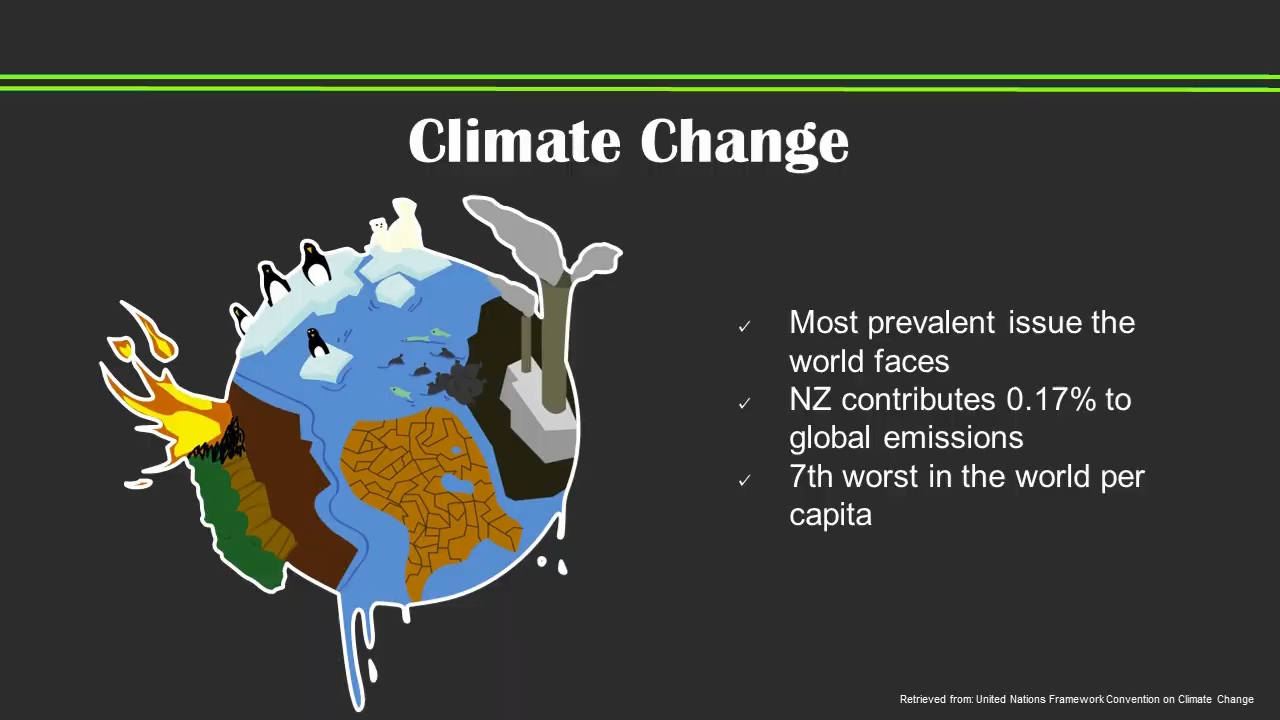 Climate Change
✓ Most prevalent issue the
world faces
✓ NZ contributes 0.17% to
global emissions
✓ 7th worst in the world per
capita
Retrieved from: United Nations Framework Convention on Climate Change